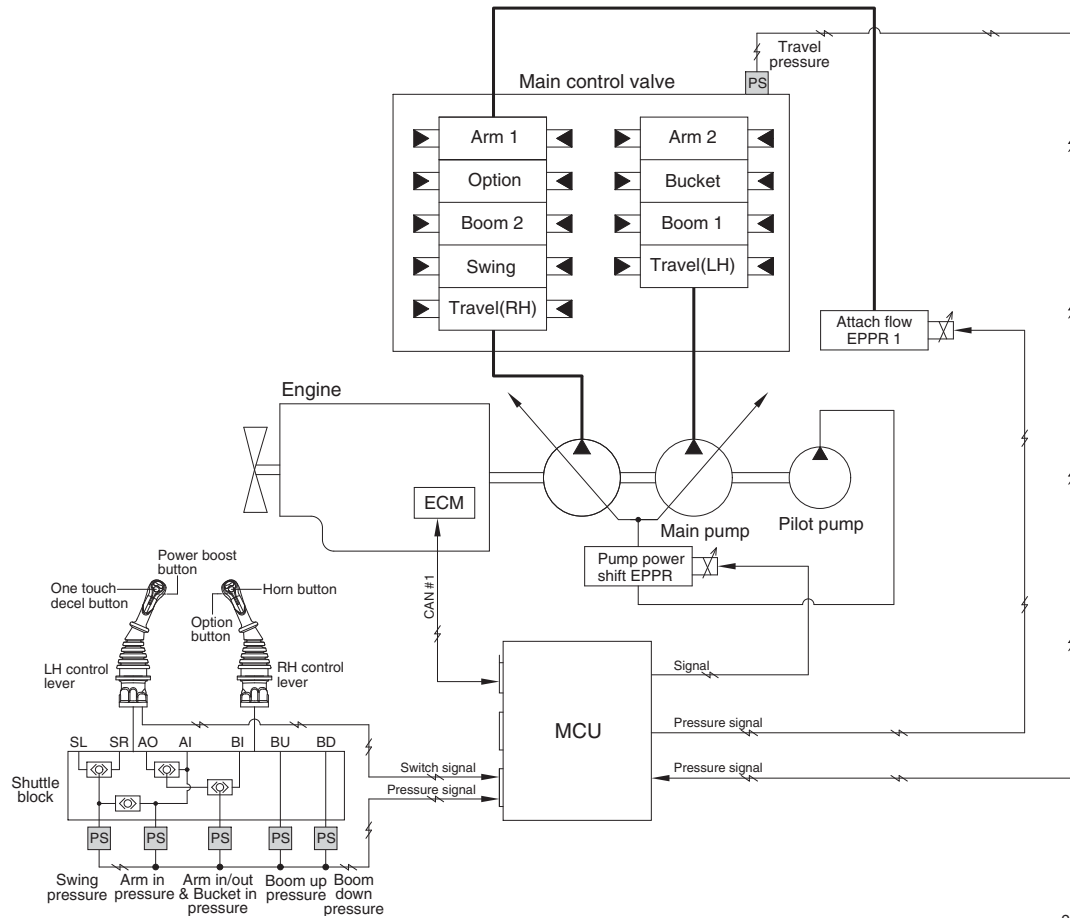 Travel
pressure
PS
Main control valve
Arm 1
Arm 2
Option
Bucket
Boom 2
Boom 1
Swing
Travel(LH)
Travel(RH)
Attach flow
EPPR 1
Engine
ECM
Main pump
Pilot pump
Pump power
shift EPPR
CAN #1
Power boost
button
One touch
decel button
Horn button
Option
button
LH control
lever
RH control
lever
Signal
MCU
Pressure signal
Pressure signal
Switch signal
Pressure signal
SL SR AO AI BI BU BD
Shuttle
block
PS PS PS PS PS
Swing
pressure
Arm in
pressure
Arm in/out
& Bucket in
pressure
Boom up
pressure
Boom
down
pressure